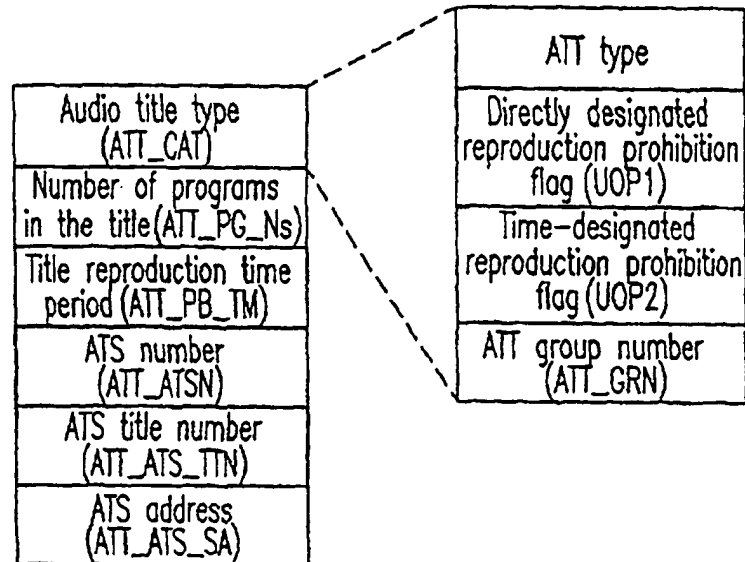 Audio title type
(ATT_CAT)
Number of programs
in the title(ATT_PG_Ns)
Title reproduction time
period(ATT_PB_TM)
ATS number
(ATT_ATSN)
ATS title number
(ATT_ATS_TTN)
ATS address
(ATT_ATS_SA)
ATT type
Directly designated
reproduction prohibition
flag(UOP1)
Time-designated
reproduction prohibition
flag(UOP2)
ATT group number
(ATT_GRN)